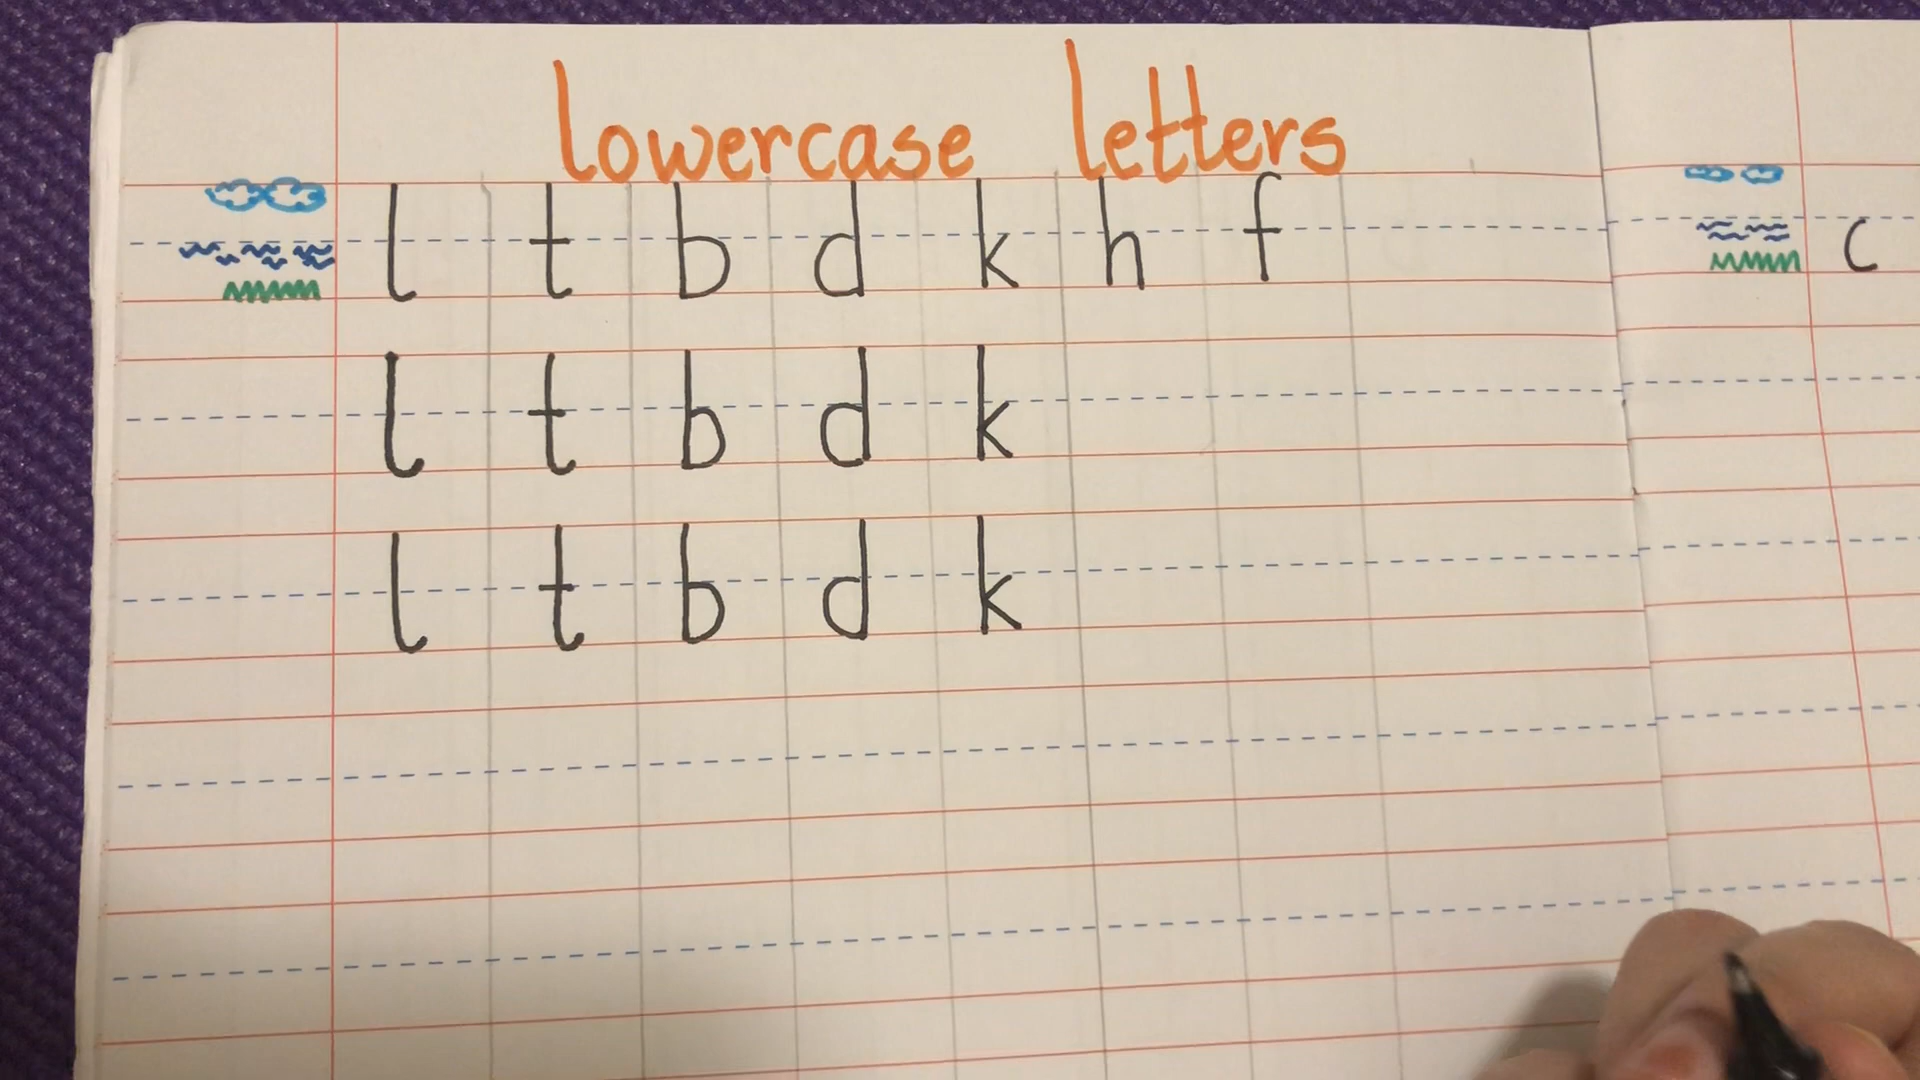 lowercase letters
l t b d k h f
l t b d k
l t b d k
c